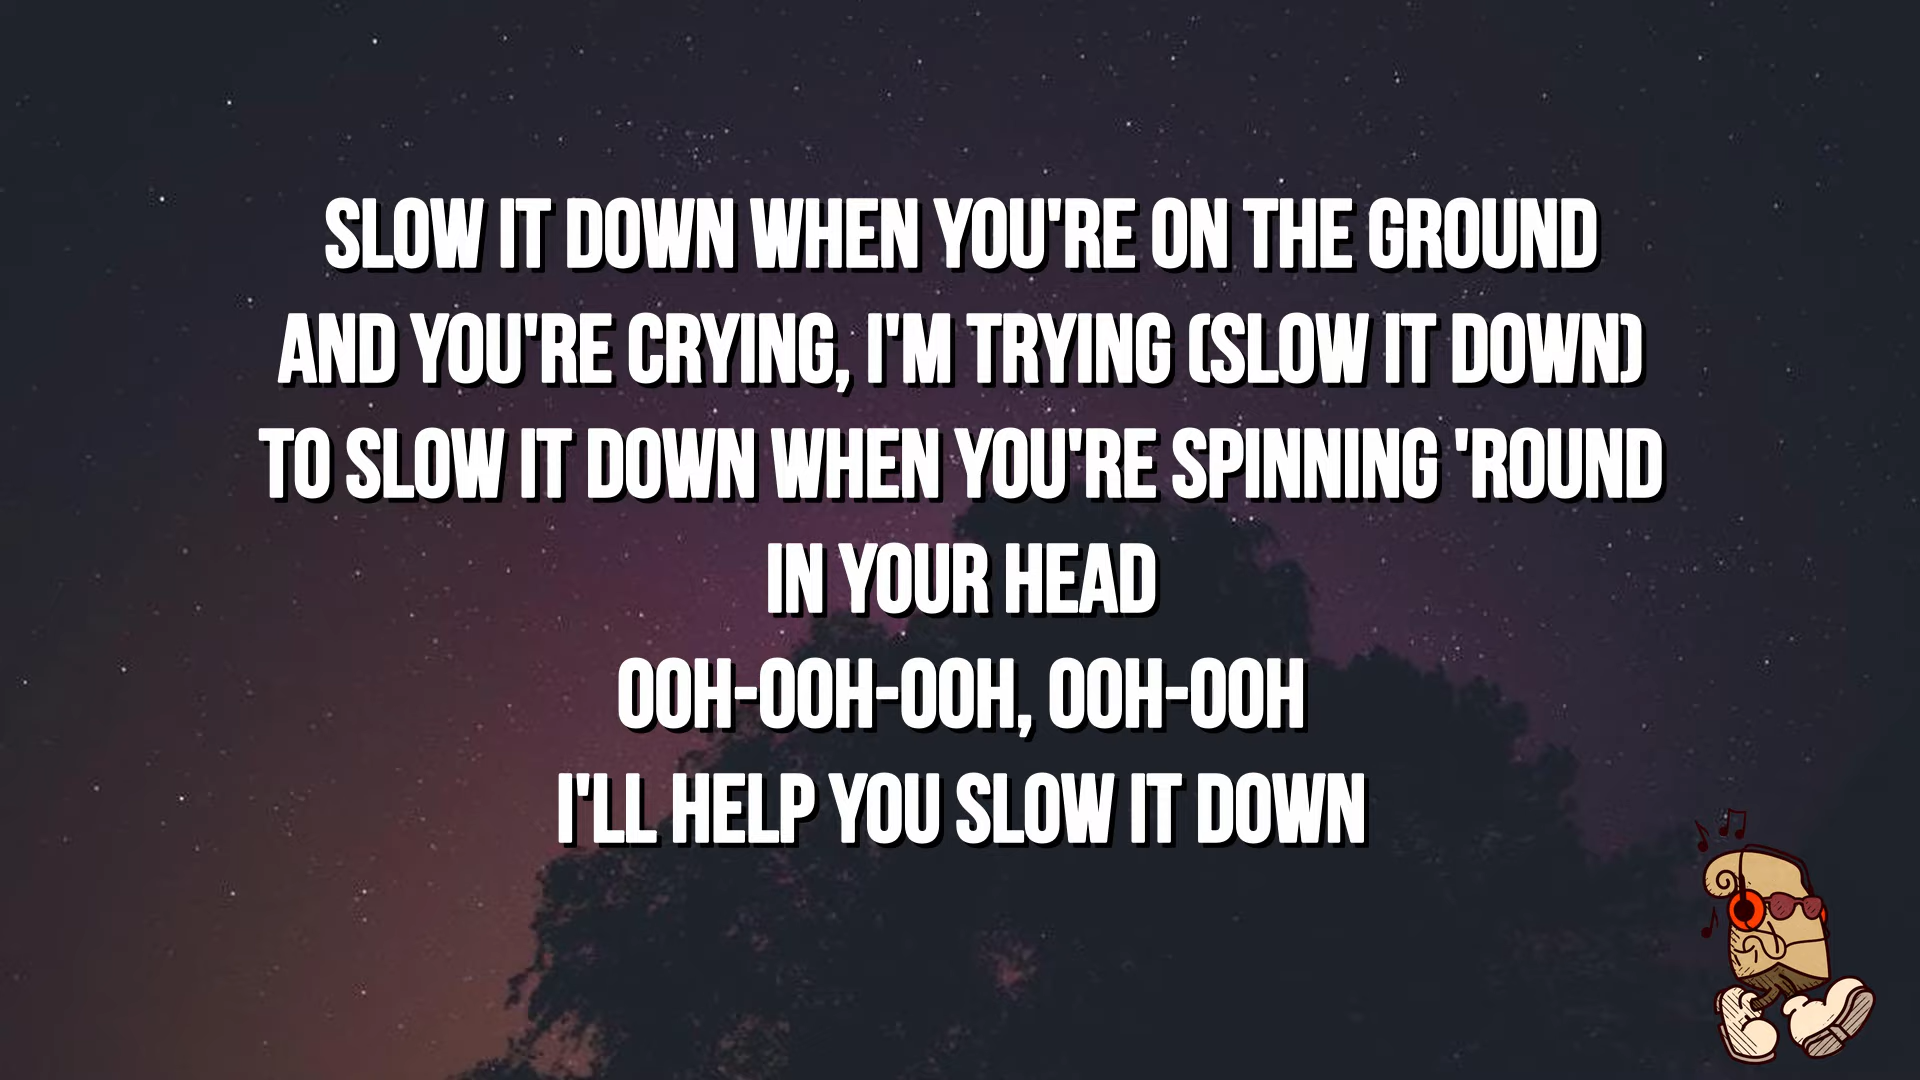 SLOW IT DOWN WHEN YOU'RE ON THE GROUND
AND YOU'RE CRYING, I'M TRYING (SLOW IT DOWN)
TO SLOW IT DOWN WHEN YOU'RE SPINNING 'ROUND
IN YOUR HEAD
OOH-OOH-OOH, OOH-OOH
I'LL HELP YOU SLOW IT DOWN